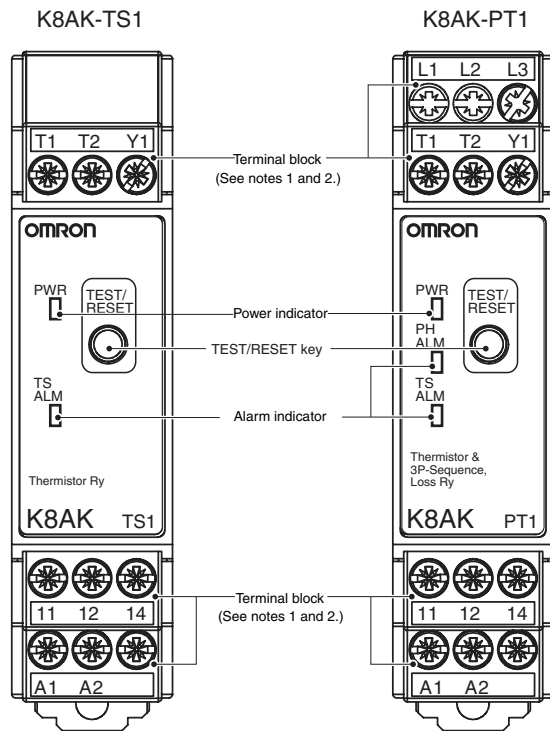 K8AK-TS1
K8AK-PT1
L1 L2 L3
T1 T2 Y1
Terminal block
(See notes 1 and 2.)
T1 T2 Y1
OMRON
OMRON
PWR
TEST/
RESET
Power indicator
PWR
TEST/
RESET
PH
ALM
TEST/RESET key
TS
ALM
Alarm indicator
TS
ALM
Thermistor Ry
Thermistor &
3P-Sequence,
Loss Ry
K8AK TS1
K8AK PT1
11 12 14
Terminal block
(See notes 1 and 2.)
11 12 14
A1 A2
A1 A2